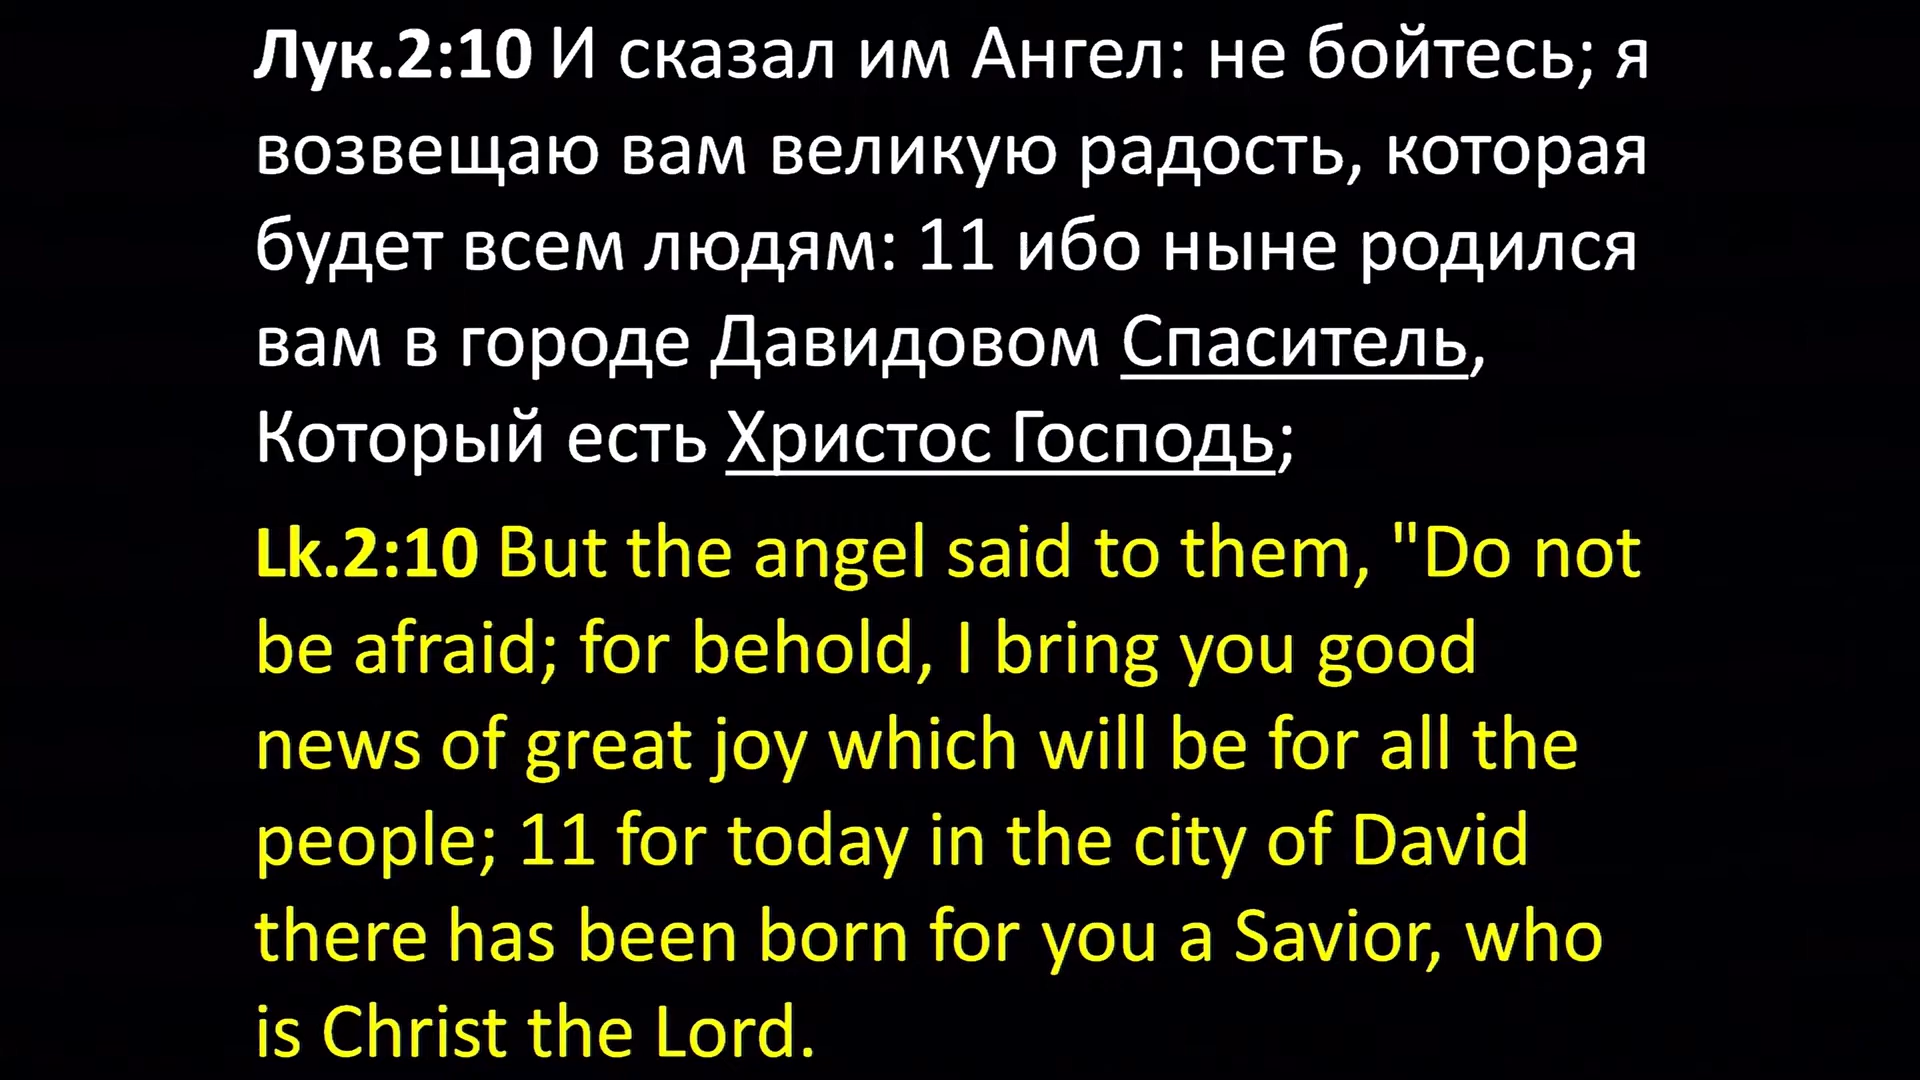 Лук.2:10 И сказал им Ангел: не бойтесь; я
возвещаю вам великую радость, которая
будет всем людям: 11 ибо ныне родился
вам в городе Давидовом Спаситель,
Который есть Христос Господь;
Lk.2:10 But the angel said to them, "Do not
be afraid; for behold, I bring you good
news of great joy which will be for all the
people; 11 for today in the city of David
there has been born for you a Savior, who
is Christ the Lord.